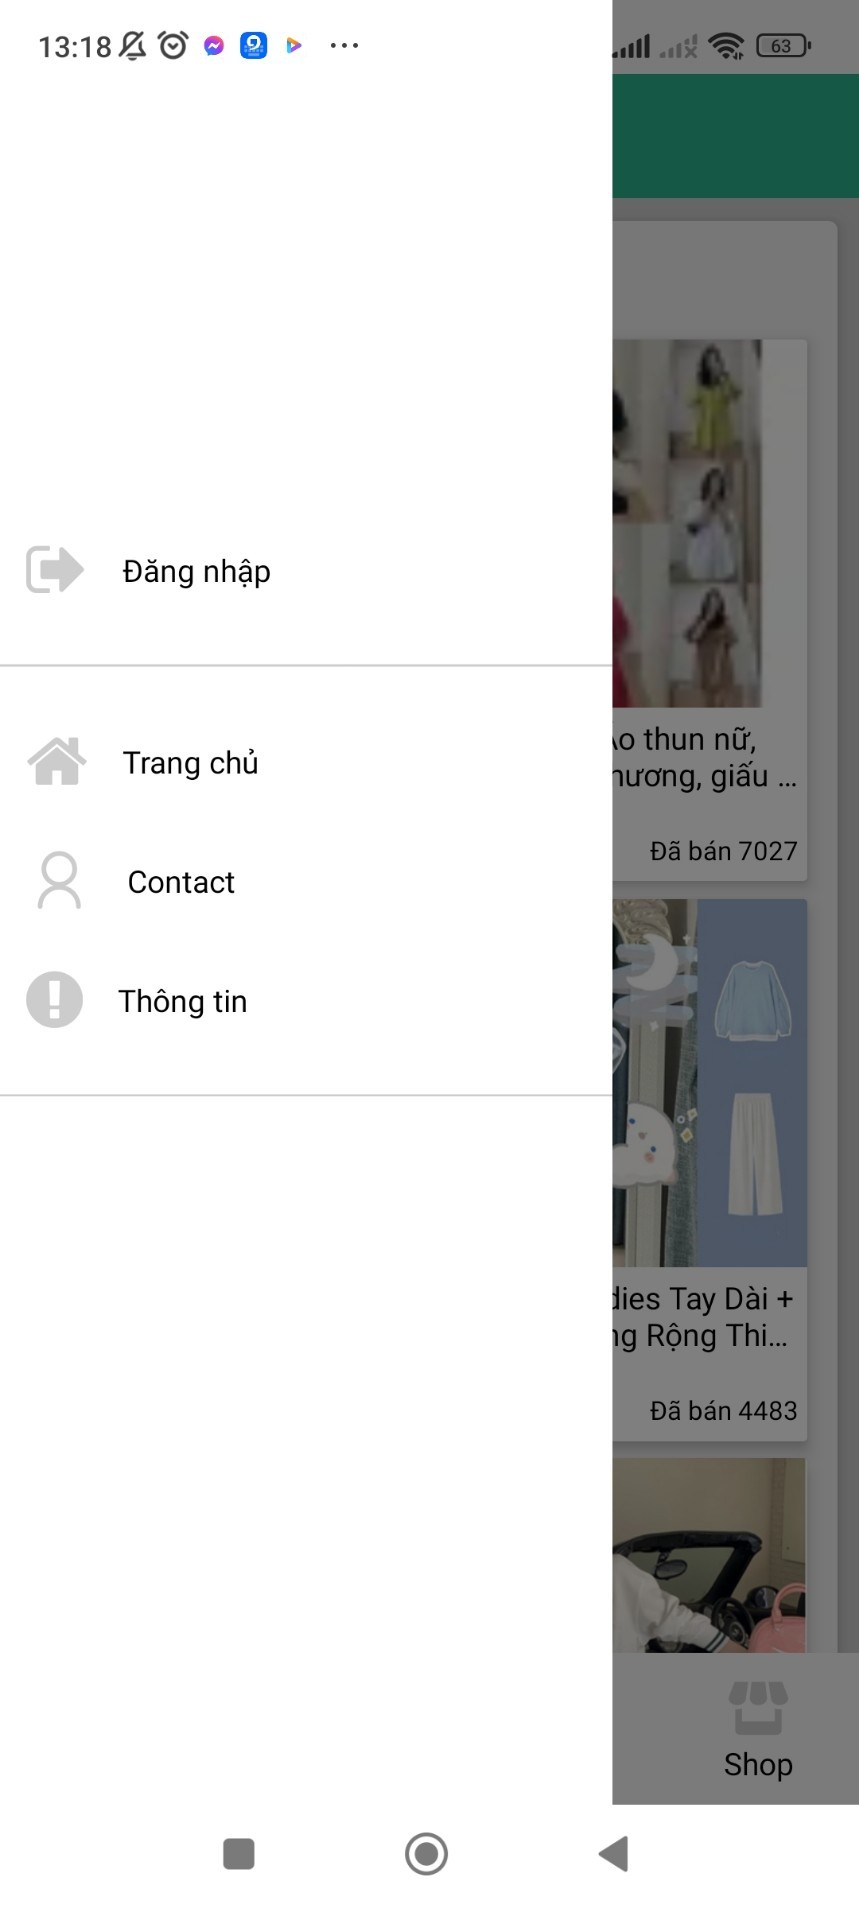 13:18
63
Đăng nhập
Trang chủ
Contact
Thông tin
o thun nữ,
ương, giấu ...
Đã bán 7027
dies Tay Dài +
ng Rộng Thi...
Đã bán 4483
Shop